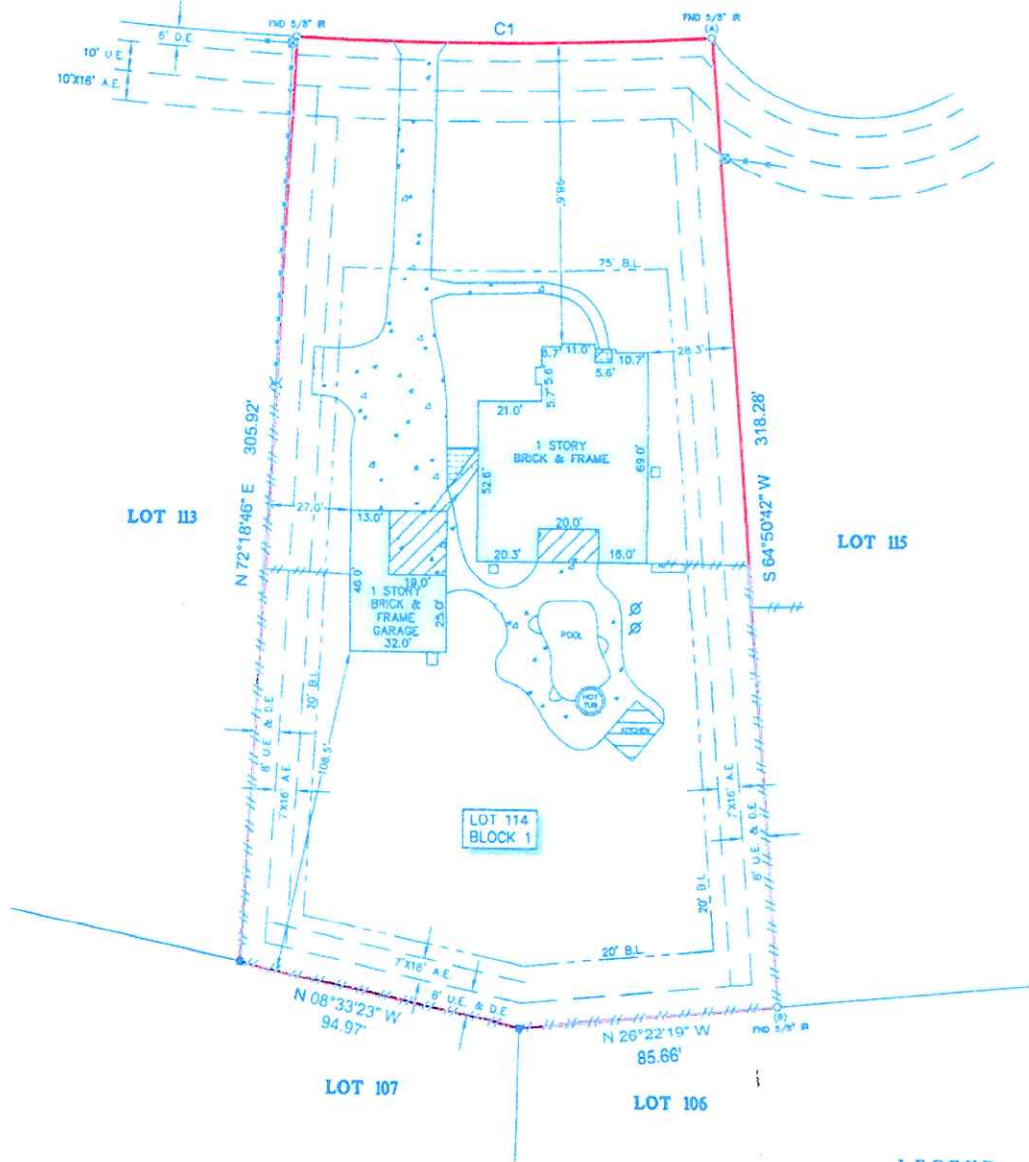 FND 5/8" IR
C1
FND 5/8" IR
(A)
6' D.E
10' U.E
10'X16' A.E.
98.6'
75' B.L.
0.7'
11.0'
5.6'
10.7'
28.3'
5.6'
5.7'
21.0'
1 STORY
BRICK & FRAME
69.0'
52.6'
N 72°18'46" E 305.92'
S 64°50'42" W 318.28'
LOT 113
LOT 115
27.0'
13.0'
20.0'
20.3'
16.0'
46.0'
19.0'
1 STORY
BRICK &
FRAME
GARAGE
32.0'
25.0'
POOL
HOT
TUB
KITCHEN
20' B.L
8' U.E & D.E
7'X16' A.E.
108.5'
LOT 114
BLOCK 1
7'X16' A.E.
8' U.E. & D.E
20' B.L
20' B.L
7'X16' A.E.
8' U.E. & D.E
N 08°33'23" W
94.97'
N 26°22'19" W
85.66'
(B)
FND 5/8" IR
LOT 107
LOT 106